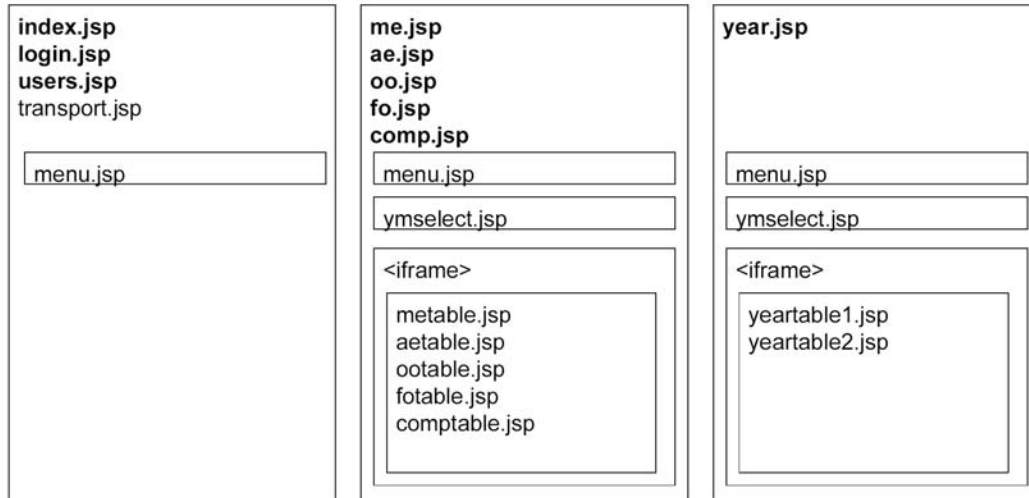 index.jsp
login.jsp
users.jsp
transport.jsp
menu.jsp
me.jsp
ae.jsp
oo.jsp
fo.jsp
comp.jsp
menu.jsp
ymselect.jsp
<iframe>
metable.jsp
aetable.jsp
ootable.jsp
fotable.jsp
comptable.jsp
year.jsp
menu.jsp
ymselect.jsp
<iframe>
yeartable1.jsp
yeartable2.jsp